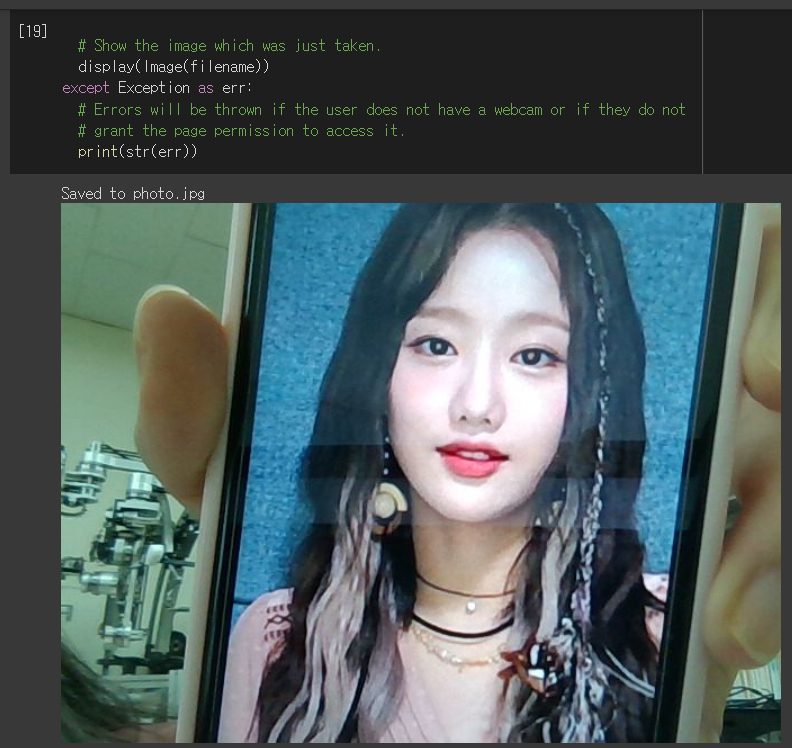 [19]
# Show the image which was just taken.
display(Image(filename))
except Exception as err:
# Errors will be thrown if the user does not have a webcam or if they do not
# grant the page permission to access it.
print(str(err))
Saved to photo.jpg